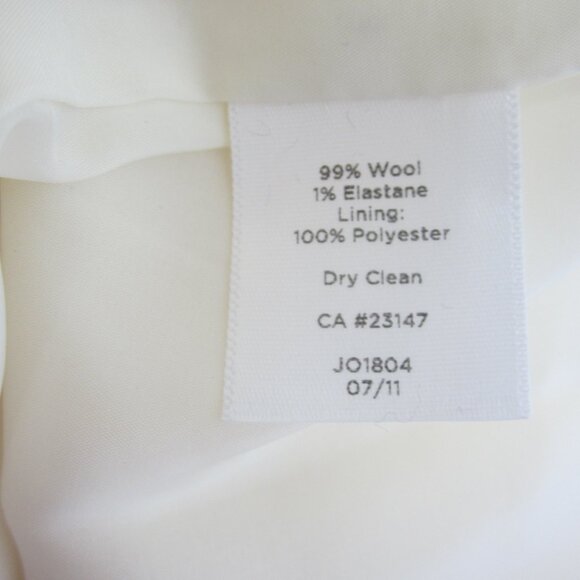 99% Wool
1% Elastane
Lining:
100% Polyester
Dry Clean
CA #23147
JO1804
07/11